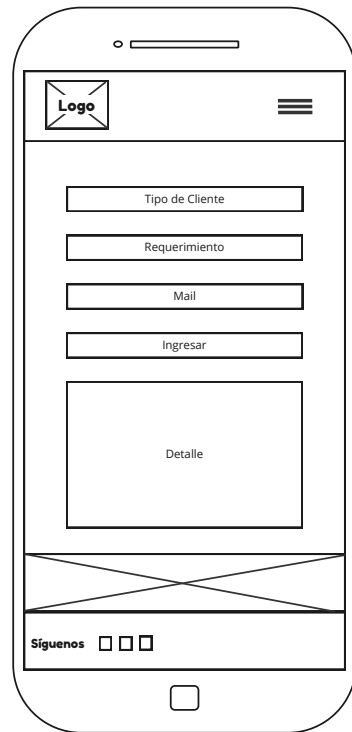 Logo
Tipo de Cliente
Requerimiento
Mail
Ingresar
Detalle
Síguenos